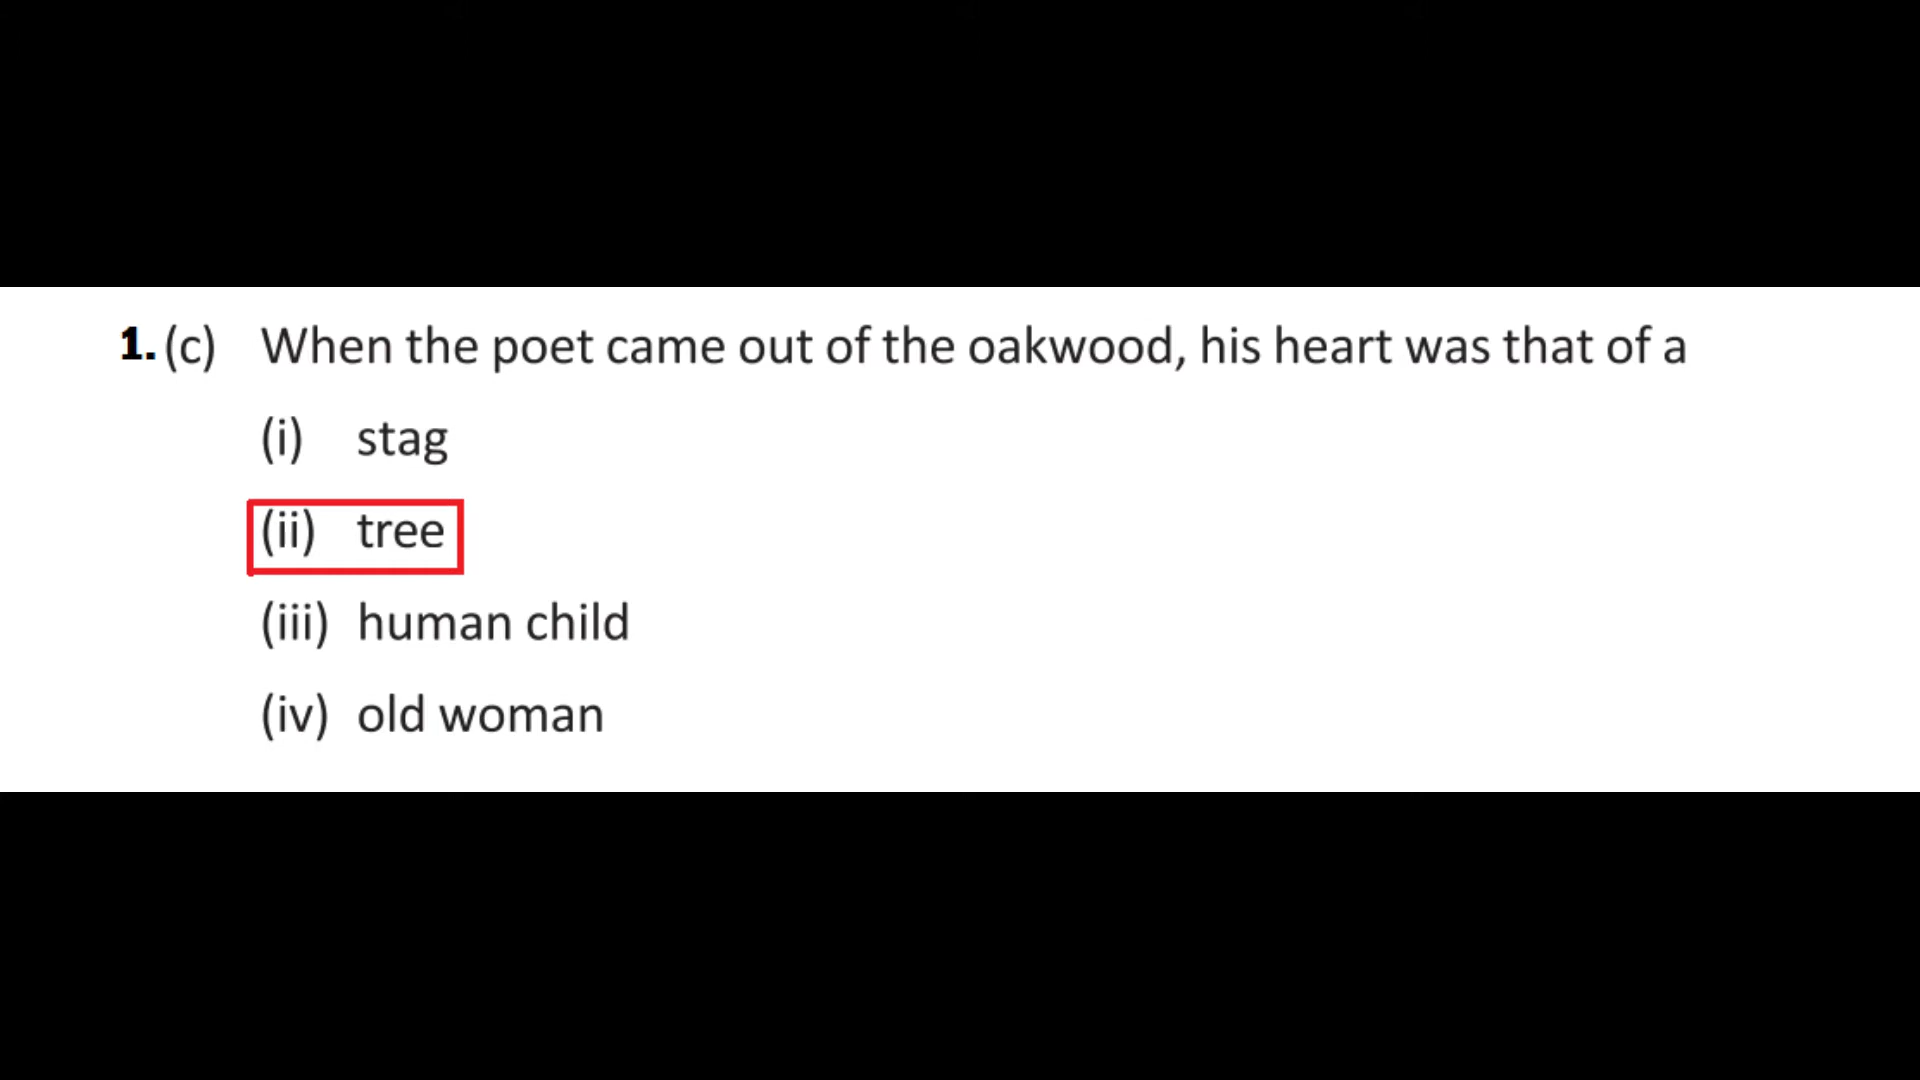 1. (c) When the poet came out of the oakwood, his heart was that of a
(i) stag
(ii) tree
(iii) human child
(iv) old woman